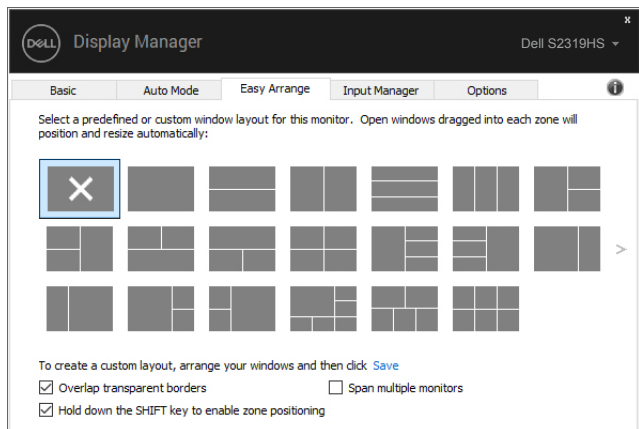 x
DELL Display Manager
Dell S2319HS
Basic Auto Mode Easy Arrange Input Manager Options i
Select a predefined or custom window layout for this monitor. Open windows dragged into each zone will
position and resize automatically:
>
To create a custom layout, arrange your windows and then click Save
Overlap transparent borders
Span multiple monitors
Hold down the SHIFT key to enable zone positioning